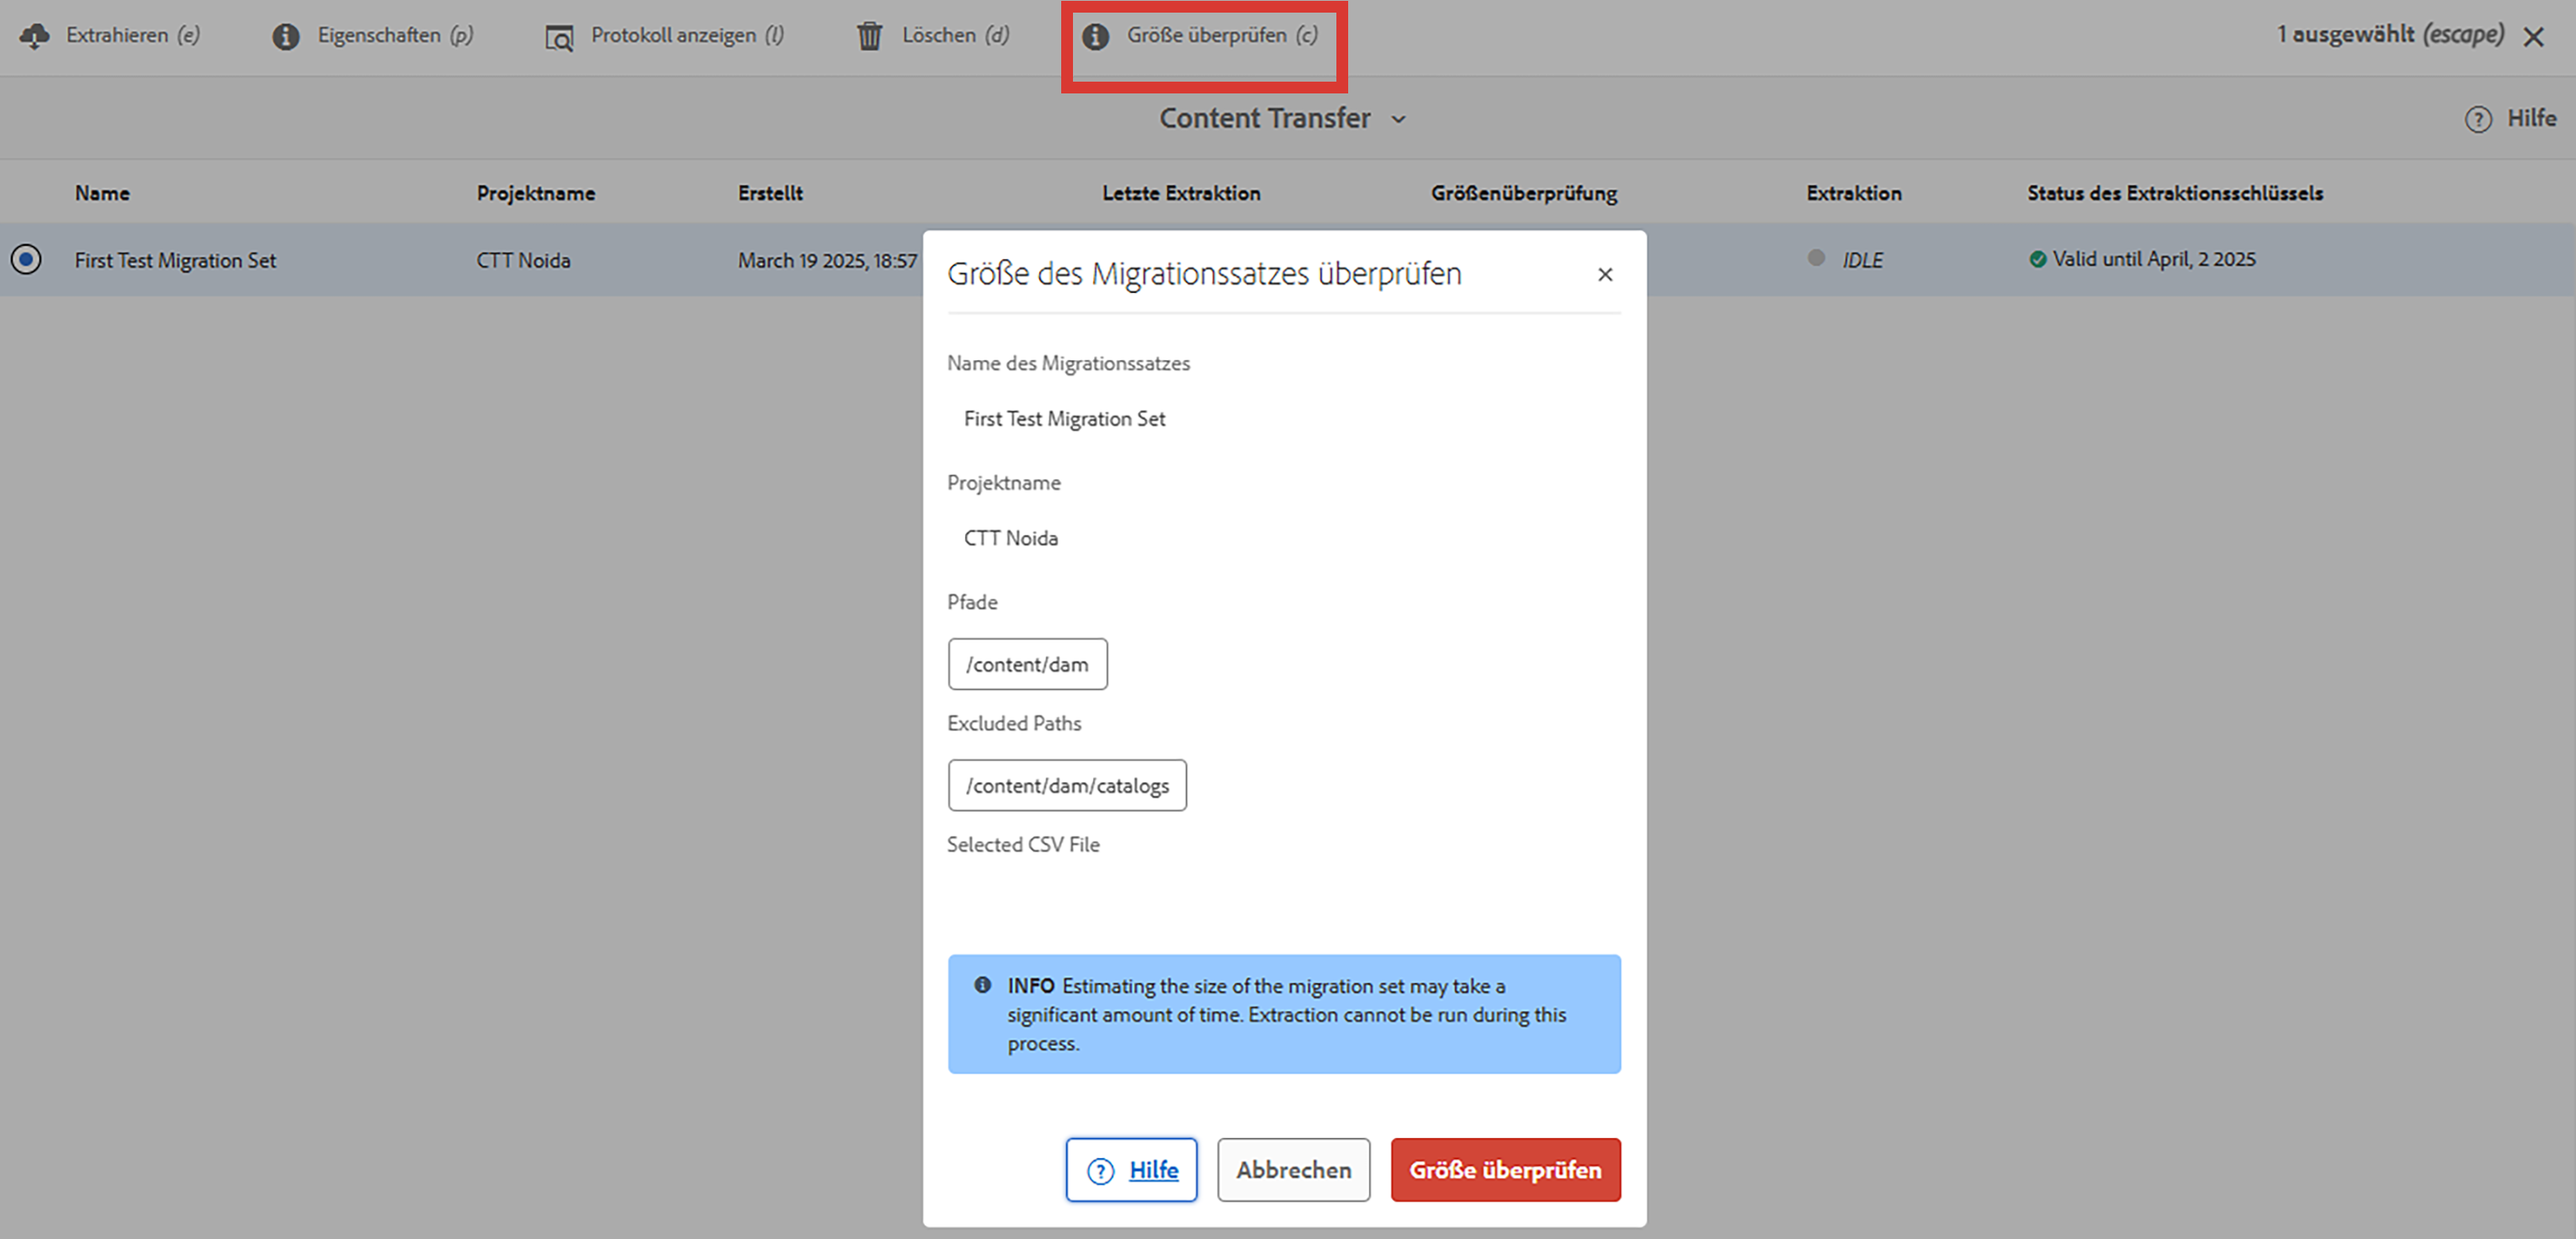 Extrahieren (e) Eigenschaften (p) Protokoll anzeigen (l) Löschen (d) Größe überprüfen (c) 1 ausgewählt (escape)
Content Transfer Hilfe
Name Projektname Erstellt Letzte Extraktion Größenüberprüfung Extraktion Status des Extraktionsschlüssels
First Test Migration Set CTT Noida March 19 2025, 18:57 IDLE Valid until April, 2 2025
Größe des Migrationssatzes überprüfen
Name des Migrationssatzes
First Test Migration Set
Projektname
CTT Noida
Pfade
/content/dam
Excluded Paths
/content/dam/catalogs
Selected CSV File
INFO Estimating the size of the migration set may take a
significant amount of time. Extraction cannot be run during this
process.
Hilfe Abbrechen Größe überprüfen